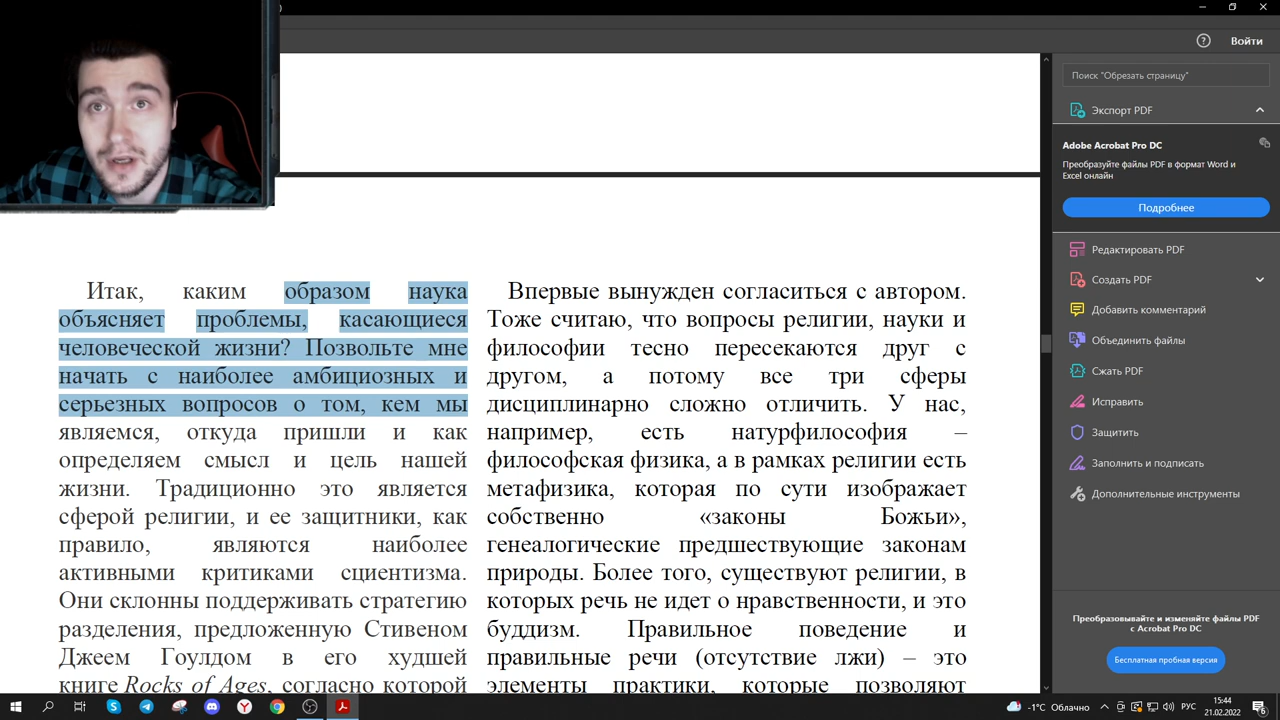 Войти
Поиск "Обрезать страницу"
Экспорт PDF
Adobe Acrobat Pro DC
Преобразуйте файлы PDF в формат Word и
Excel онлайн
Подробнее
Редактировать PDF
Создать PDF
Добавить комментарий
Объединить файлы
Сжать PDF
Исправить
Защитить
Заполнить и подписать
Дополнительные инструменты
Преобразовывайте и изменяйте файлы PDF
с Acrobat Pro DC
Бесплатная пробная версия
Итак, каким образом наука
объясняет проблемы, касающиеся
человеческой жизни? Позвольте мне
начать с наиболее амбициозных и
серьезных вопросов о том, кем мы
являемся, откуда пришли и как
определяем смысл и цель нашей
жизни. Традиционно это является
сферой религии, и ее защитники, как
правило, являются наиболее
активными критиками сциентизма.
Они склонны поддерживать стратегию
разделения, предложенную Стивеном
Джеем Гоулдом в его худшей
книге Rocks of Ages, согласно которой
Впервые вынужден согласиться с автором.
Тоже считаю, что вопросы религии, науки и
философии тесно пересекаются друг с
другом, а потому все три сферы
дисциплинарно сложно отличить. У нас,
например, есть натурфилософия –
философская физика, а в рамках религии есть
метафизика, которая по сути изображает
собственно «законы Божьи»,
генеалогические предшествующие законам
природы. Более того, существуют религии, в
которых речь не идет о нравственности, и это
буддизм. Правильное поведение и
правильные речи (отсутствие лжи) – это
элементы практики, которые позволяют
-1°C Облачно
РУС
15:44
21.02.2022
6